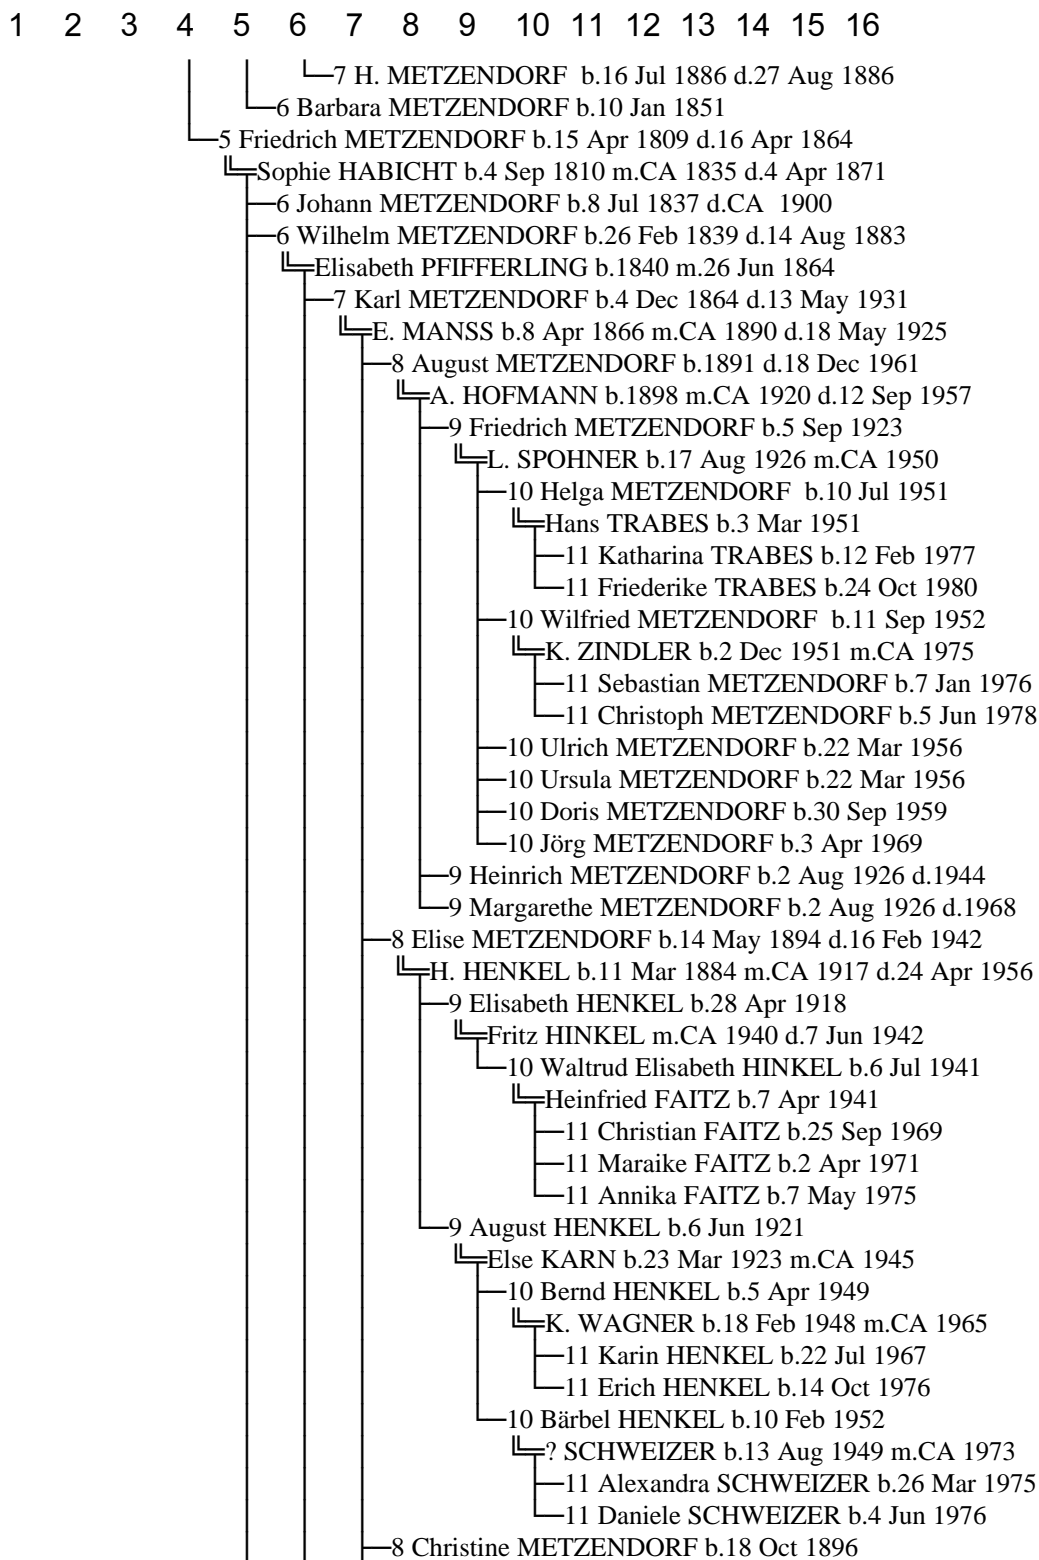 1 2 3 4 5 6 7 8 9 10 11 12 13 14 15 16
7 H. METZENDORF b.16 Jul 1886 d.27 Aug 1886
6 Barbara METZENDORF b.10 Jan 1851
5 Friedrich METZENDORF b.15 Apr 1809 d.16 Apr 1864
Sophie HABICHT b.4 Sep 1810 m.CA 1835 d.4 Apr 1871
6 Johann METZENDORF b.8 Jul 1837 d.CA 1900
6 Wilhelm METZENDORF b.26 Feb 1839 d.14 Aug 1883
Elisabeth PFIFFERLING b.1840 m.26 Jun 1864
7 Karl METZENDORF b.4 Dec 1864 d.13 May 1931
E. MANSS b.8 Apr 1866 m.CA 1890 d.18 May 1925
8 August METZENDORF b.1891 d.18 Dec 1961
A. HOFMANN b.1898 m.CA 1920 d.12 Sep 1957
9 Friedrich METZENDORF b.5 Sep 1923
L. SPOHNER b.17 Aug 1926 m.CA 1950
10 Helga METZENDORF b.10 Jul 1951
Hans TRABES b.3 Mar 1951
11 Katharina TRABES b.12 Feb 1977
11 Friederike TRABES b.24 Oct 1980
10 Wilfried METZENDORF b.11 Sep 1952
K. ZINDLER b.2 Dec 1951 m.CA 1975
11 Sebastian METZENDORF b.7 Jan 1976
11 Christoph METZENDORF b.5 Jun 1978
10 Ulrich METZENDORF b.22 Mar 1956
10 Ursula METZENDORF b.22 Mar 1956
10 Doris METZENDORF b.30 Sep 1959
10 Jörg METZENDORF b.3 Apr 1969
9 Heinrich METZENDORF b.2 Aug 1926 d.1944
9 Margarethe METZENDORF b.2 Aug 1926 d.1968
8 Elise METZENDORF b.14 May 1894 d.16 Feb 1942
H. HENKEL b.11 Mar 1884 m.CA 1917 d.24 Apr 1956
9 Elisabeth HENKEL b.28 Apr 1918
Fritz HINKEL m.CA 1940 d.7 Jun 1942
10 Waltrud Elisabeth HINKEL b.6 Jul 1941
Heinfried FAITZ b.7 Apr 1941
11 Christian FAITZ b.25 Sep 1969
11 Maraike FAITZ b.2 Apr 1971
11 Annika FAITZ b.7 May 1975
9 August HENKEL b.6 Jun 1921
Else KARN b.23 Mar 1923 m.CA 1945
10 Bernd HENKEL b.5 Apr 1949
K. WAGNER b.18 Feb 1948 m.CA 1965
11 Karin HENKEL b.22 Jul 1967
11 Erich HENKEL b.14 Oct 1976
10 Bärbel HENKEL b.10 Feb 1952
? SCHWEIZER b.13 Aug 1949 m.CA 1973
11 Alexandra SCHWEIZER b.26 Mar 1975
11 Daniele SCHWEIZER b.4 Jun 1976
8 Christine METZENDORF b.18 Oct 1896